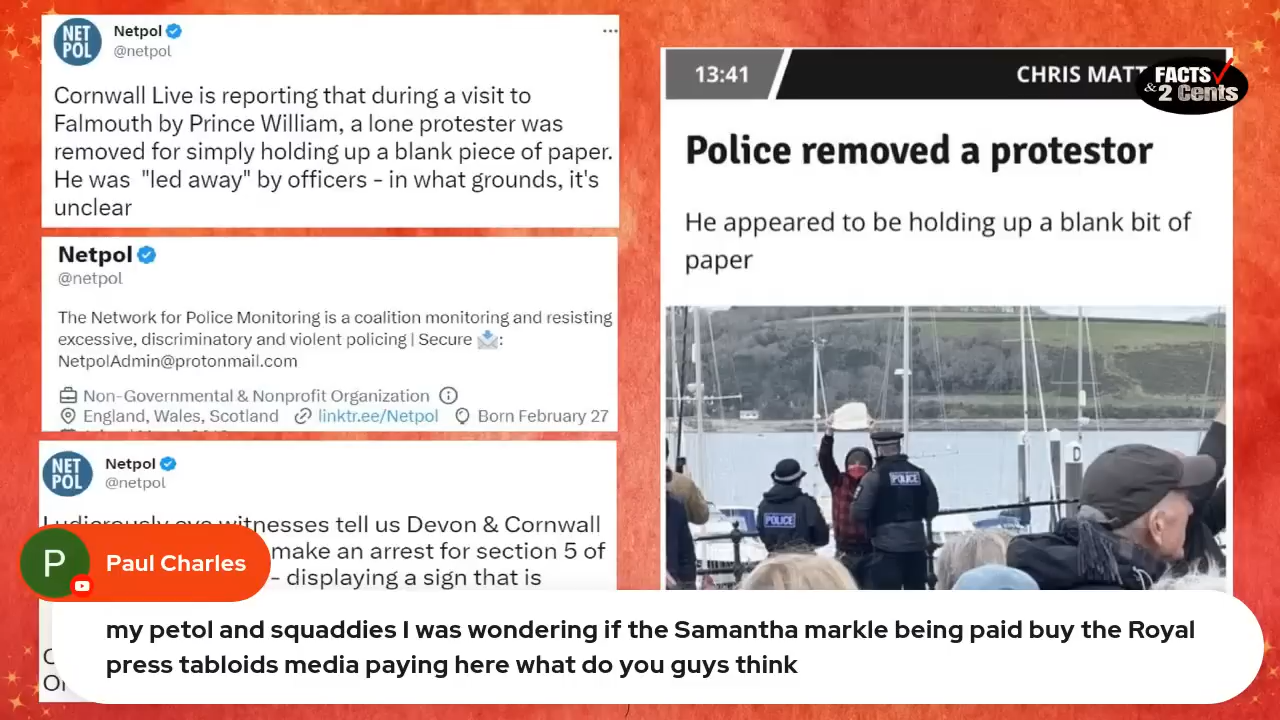 NET
POL
Netpol
@netpol
Cornwall Live is reporting that during a visit to
Falmouth by Prince William, a lone protester was
removed for simply holding up a blank piece of paper.
He was "led away" by officers - in what grounds, it's
unclear
Netpol
@netpol
The Network for Police Monitoring is a coalition monitoring and resisting
excessive, discriminatory and violent policing | Secure 📩:
NetpolAdmin@protonmail.com
Non-Governmental & Nonprofit Organization
England, Wales, Scotland linktr.ee/Netpol Born February 27
NET
POL
Netpol
@netpol
Ludicrously eye witnesses tell us Devon & Cornwall
make an arrest for section 5 of
- displaying a sign that is
P
Paul Charles
my petol and squaddies I was wondering if the Samantha markle being paid buy the Royal
press tabloids media paying here what do you guys think
13:41
CHRIS MATT
FACTS
& 2 Cents
Police removed a protestor
He appeared to be holding up a blank bit of
paper
POLICE
POLICE
D